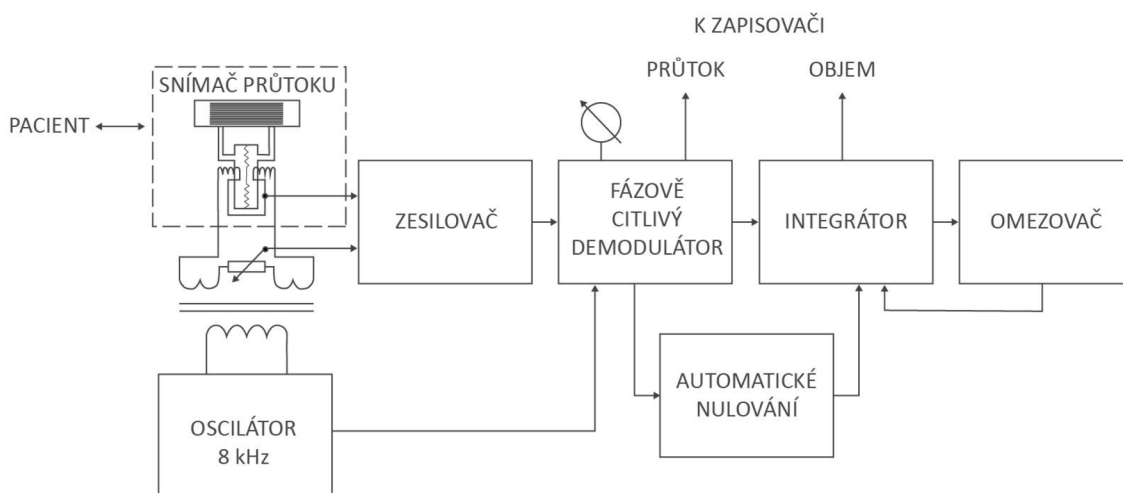 K ZAPISOVAČI
PRŮTOK
OBJEM
SNÍMAČ PRŮTOKU
PACIENT
ZESILOVAČ
FÁZOVĚ
CITLIVÝ
DEMODULÁTOR
INTEGRÁTOR
OMEZOVAČ
AUTOMATICKÉ
NULOVÁNÍ
OSCILÁTOR
8 kHz